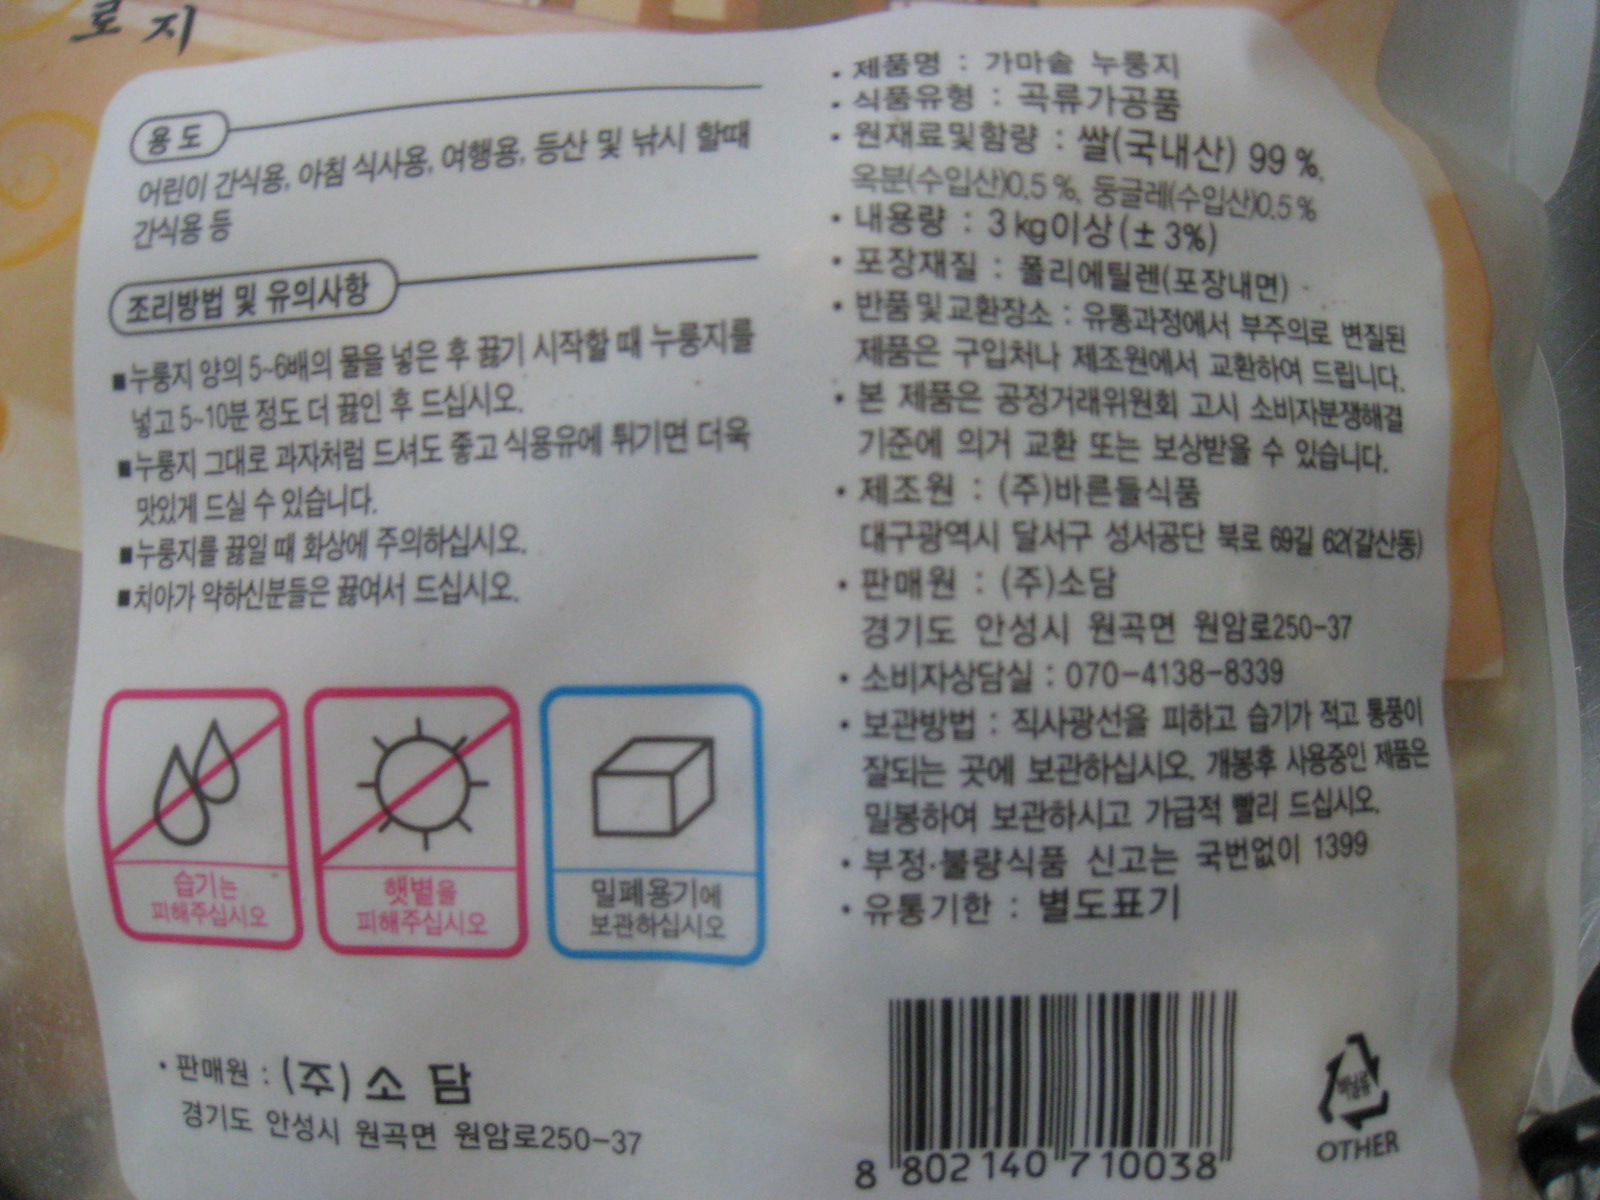 로지
용도
어린이 간식용, 아침 식사용, 여행용, 등산 및 낚시 할때
간식용 등
조리방법 및 유의사항
■누룽지 양의 5~6배의 물을 넣은 후 끓기 시작할 때 누룽지를
넣고 5~10분 정도 더 끓인 후 드십시오.
■누룽지 그대로 과자처럼 드셔도 좋고 식용유에 튀기면 더욱
맛있게 드실 수 있습니다.
■누룽지를 끓일 때 화상에 주의하십시오.
■치아가 약하신분들은 끓여서 드십시오.
습기는
피해주십시오
햇볕을
피해주십시오
밀폐용기에
보관하십시오
• 판매원 : (주)소담
경기도 안성시 원곡면 원암로250-37
• 제품명 : 가마솥 누룽지
• 식품유형 : 곡류가공품
• 원재료및함량 : 쌀(국내산) 99 %,
옥분(수입산)0.5 %, 둥글레(수입산)0.5 %
• 내용량 : 3 kg이상(± 3%)
• 포장재질 : 폴리에틸렌(포장내면)
• 반품및교환장소 : 유통과정에서 부주의로 변질된
제품은 구입처나 제조원에서 교환하여 드립니다.
• 본 제품은 공정거래위원회 고시 소비자분쟁해결
기준에 의거 교환 또는 보상받을 수 있습니다.
• 제조원 : (주)바른들식품
대구광역시 달서구 성서공단 북로 69길 62(갈산동)
• 판매원 : (주)소담
경기도 안성시 원곡면 원암로250-37
• 소비자상담실 : 070-4138-8339
• 보관방법 : 직사광선을 피하고 습기가 적고 통풍이
잘되는 곳에 보관하십시오. 개봉후 사용중인 제품은
밀봉하여 보관하시고 가급적 빨리 드십시오.
• 부정·불량식품 신고는 국번없이 1399
• 유통기한 : 별도표기
8 802140 710038
비닐류
OTHER